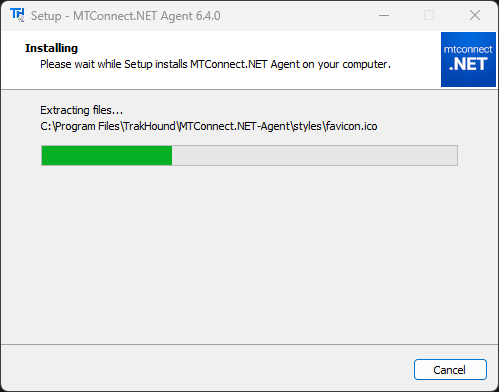 TH Setup - MTConnect.NET Agent 6.4.0
Installing
Please wait while Setup installs MTConnect.NET Agent on your computer.
mtconnect
.NET
Extracting files...
C:\Program Files\TrakHound\MTConnect.NET-Agent\styles\favicon.ico
Cancel